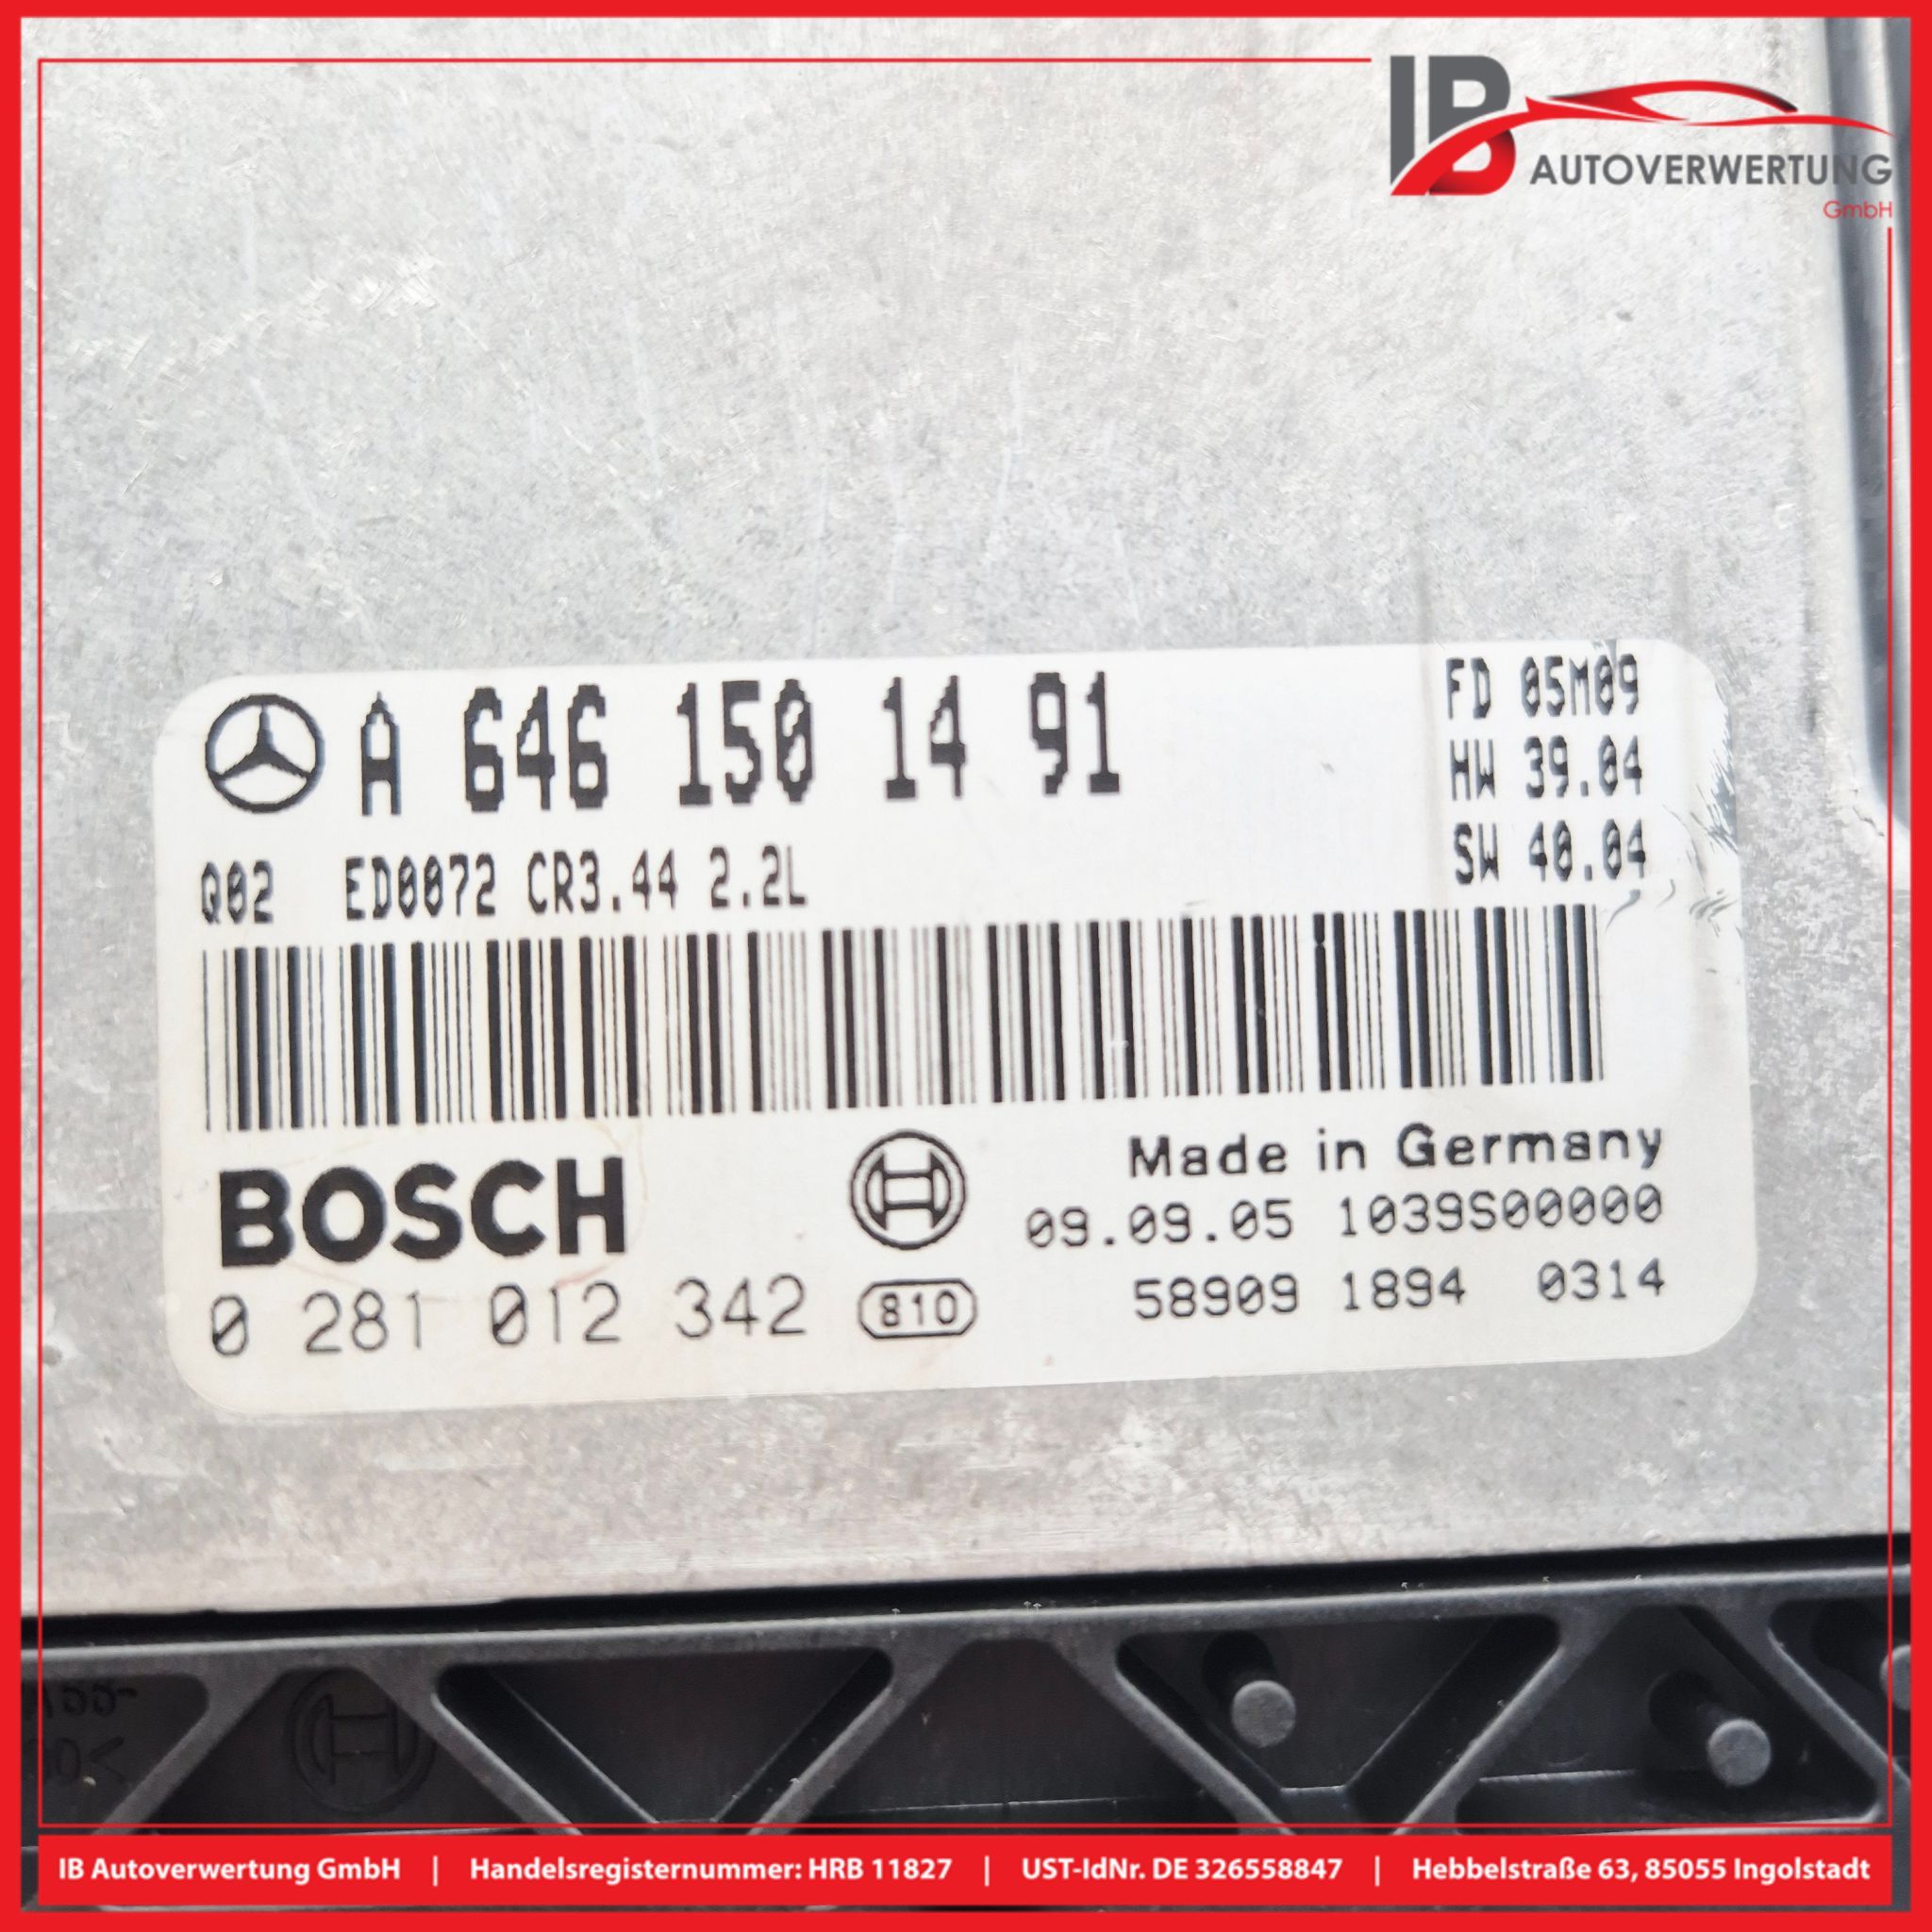 IB
AUTOVERWERTUNG
GmbH
A 646 150 14 91
FD 05M09
HW 39.04
SW 40.04
Q02 ED0072 CR3.44 2.2L
BOSCH
Made in Germany
09.09.05 1039S00000
0 281 012 342 810 58909 1894 0314
IB Autoverwertung GmbH | Handelsregisternummer: HRB 11827 | UST-IdNr. DE 326558847 | Hebbelstraße 63, 85055 Ingolstadt